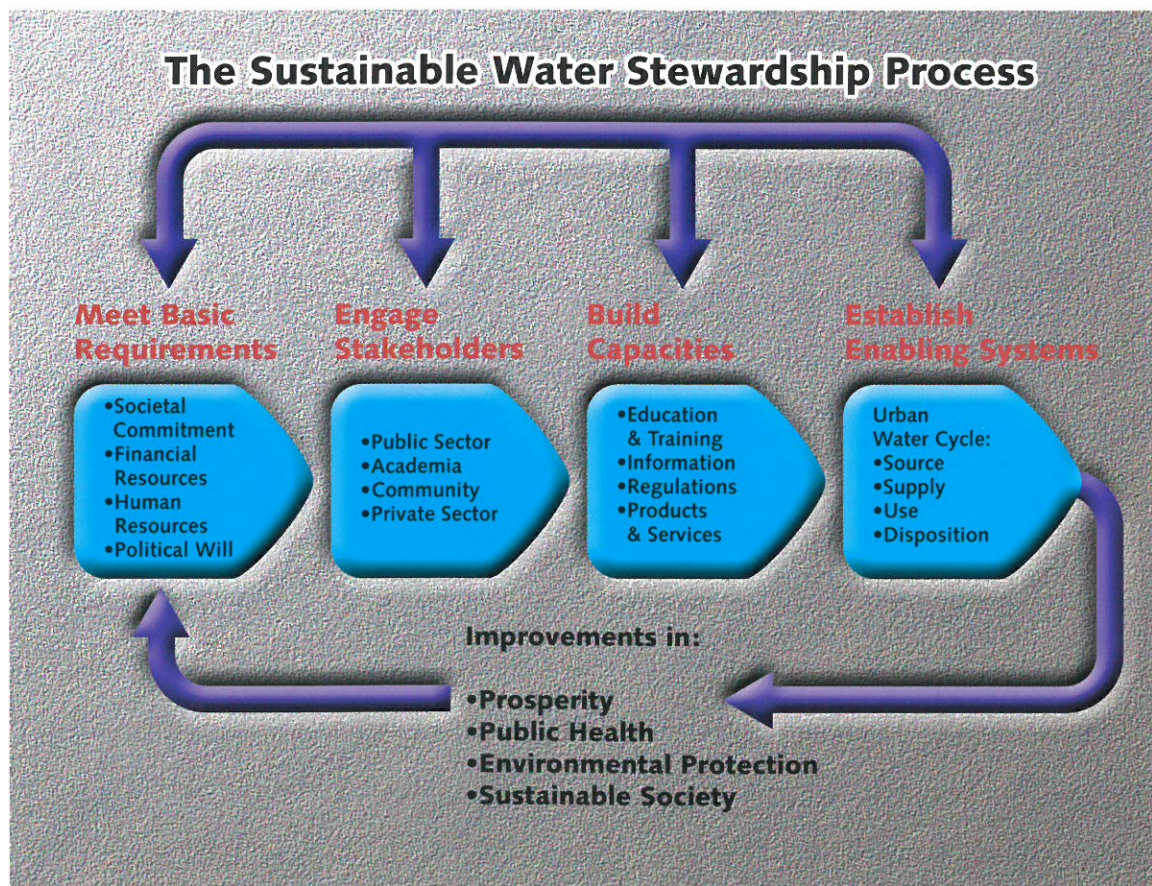 The Sustainable Water Stewardship Process
Meet Basic
Requirements
•Societal
Commitment
•Financial
Resources
•Human
Resources
•Political Will
Engage
Stakeholders
•Public Sector
•Academia
•Community
•Private Sector
Build
Capacities
•Education
& Training
•Information
•Regulations
•Products
& Services
Establish
Enabling Systems
Urban
Water Cycle:
•Source
•Supply
•Use
•Disposition
Improvements in:
•Prosperity
•Public Health
•Environmental Protection
•Sustainable Society